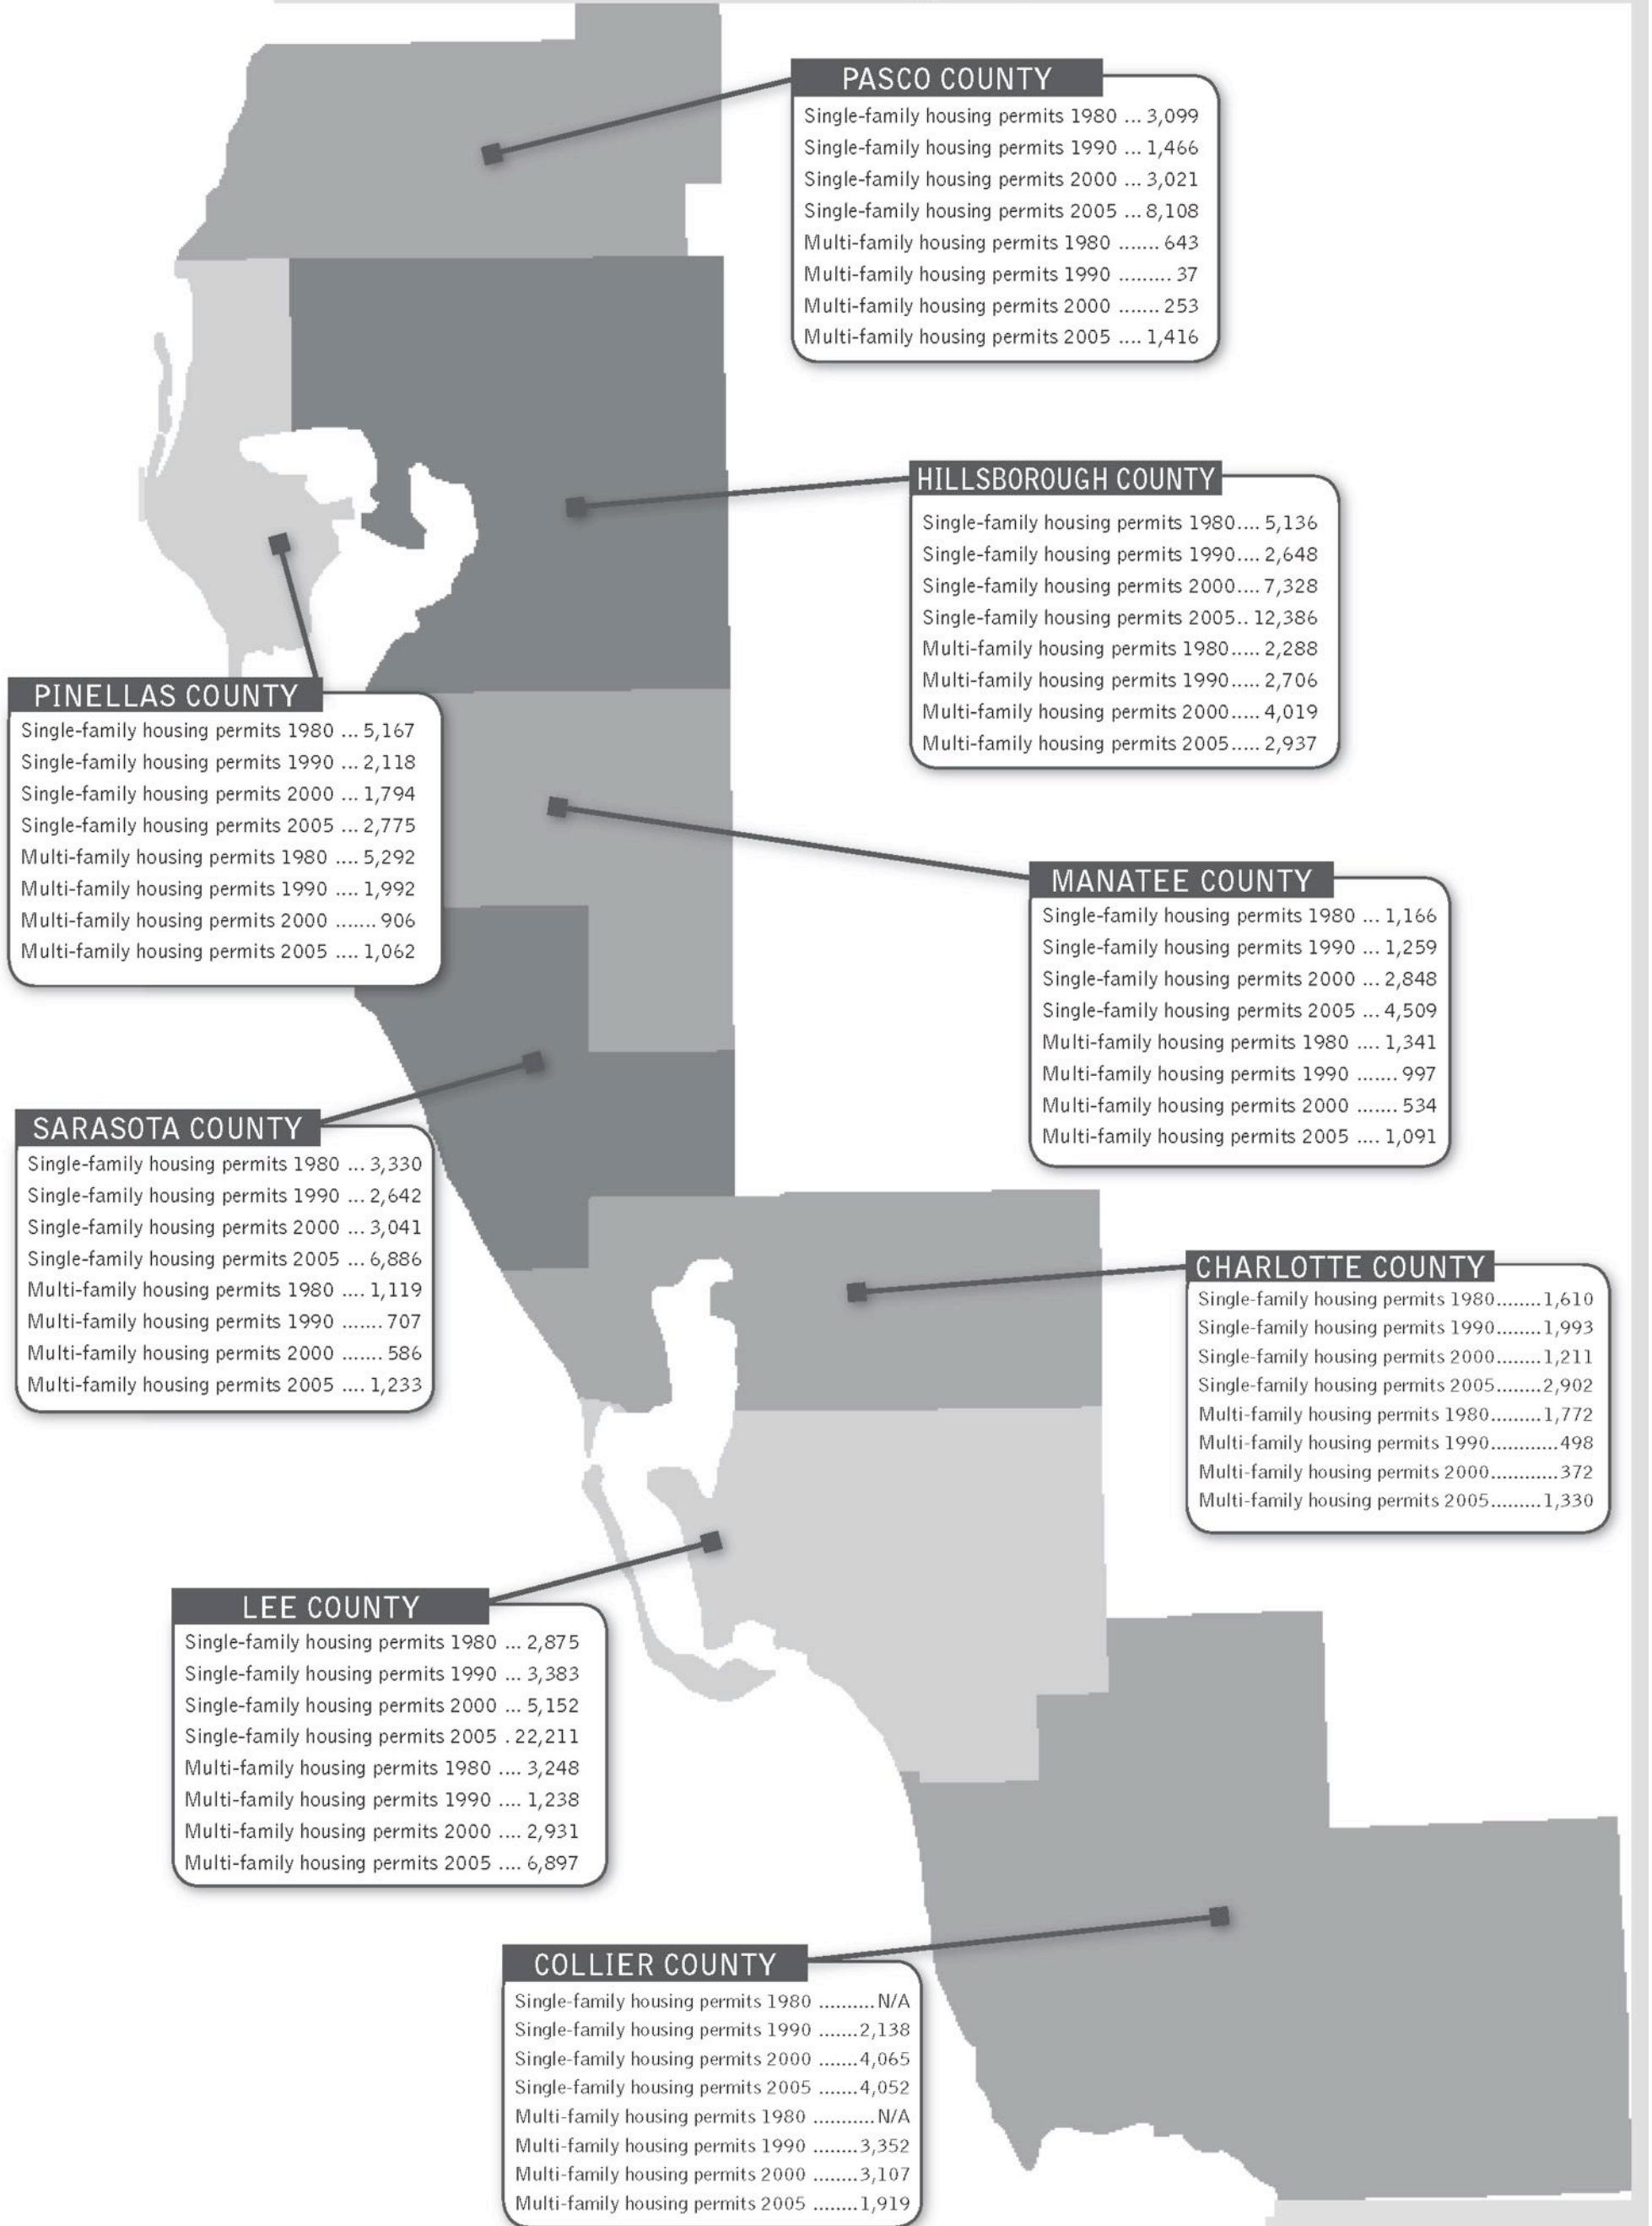 PASCO COUNTY
Single-family housing permits 1980 ... 3,099
Single-family housing permits 1990 ... 1,466
Single-family housing permits 2000 ... 3,021
Single-family housing permits 2005 ... 8,108
Multi-family housing permits 1980 ....... 643
Multi-family housing permits 1990 ......... 37
Multi-family housing permits 2000 ....... 253
Multi-family housing permits 2005 .... 1,416
HILLSBOROUGH COUNTY
Single-family housing permits 1980.... 5,136
Single-family housing permits 1990.... 2,648
Single-family housing permits 2000.... 7,328
Single-family housing permits 2005.. 12,386
Multi-family housing permits 1980..... 2,288
Multi-family housing permits 1990..... 2,706
Multi-family housing permits 2000..... 4,019
Multi-family housing permits 2005..... 2,937
PINELLAS COUNTY
Single-family housing permits 1980 ... 5,167
Single-family housing permits 1990 ... 2,118
Single-family housing permits 2000 ... 1,794
Single-family housing permits 2005 ... 2,775
Multi-family housing permits 1980 .... 5,292
Multi-family housing permits 1990 .... 1,992
Multi-family housing permits 2000 ....... 906
Multi-family housing permits 2005 .... 1,062
MANATEE COUNTY
Single-family housing permits 1980 ... 1,166
Single-family housing permits 1990 ... 1,259
Single-family housing permits 2000 ... 2,848
Single-family housing permits 2005 ... 4,509
Multi-family housing permits 1980 .... 1,341
Multi-family housing permits 1990 ....... 997
Multi-family housing permits 2000 ....... 534
Multi-family housing permits 2005 .... 1,091
SARASOTA COUNTY
Single-family housing permits 1980 ... 3,330
Single-family housing permits 1990 ... 2,642
Single-family housing permits 2000 ... 3,041
Single-family housing permits 2005 ... 6,886
Multi-family housing permits 1980 .... 1,119
Multi-family housing permits 1990 ....... 707
Multi-family housing permits 2000 ....... 586
Multi-family housing permits 2005 .... 1,233
CHARLOTTE COUNTY
Single-family housing permits 1980........1,610
Single-family housing permits 1990........1,993
Single-family housing permits 2000........1,211
Single-family housing permits 2005........2,902
Multi-family housing permits 1980.........1,772
Multi-family housing permits 1990............498
Multi-family housing permits 2000............372
Multi-family housing permits 2005.........1,330
LEE COUNTY
Single-family housing permits 1980 ... 2,875
Single-family housing permits 1990 ... 3,383
Single-family housing permits 2000 ... 5,152
Single-family housing permits 2005 . 22,211
Multi-family housing permits 1980 .... 3,248
Multi-family housing permits 1990 .... 1,238
Multi-family housing permits 2000 .... 2,931
Multi-family housing permits 2005 .... 6,897
COLLIER COUNTY
Single-family housing permits 1980 ..........N/A
Single-family housing permits 1990 .......2,138
Single-family housing permits 2000 .......4,065
Single-family housing permits 2005 .......4,052
Multi-family housing permits 1980 ...........N/A
Multi-family housing permits 1990 ........3,352
Multi-family housing permits 2000 ........3,107
Multi-family housing permits 2005 ........1,919